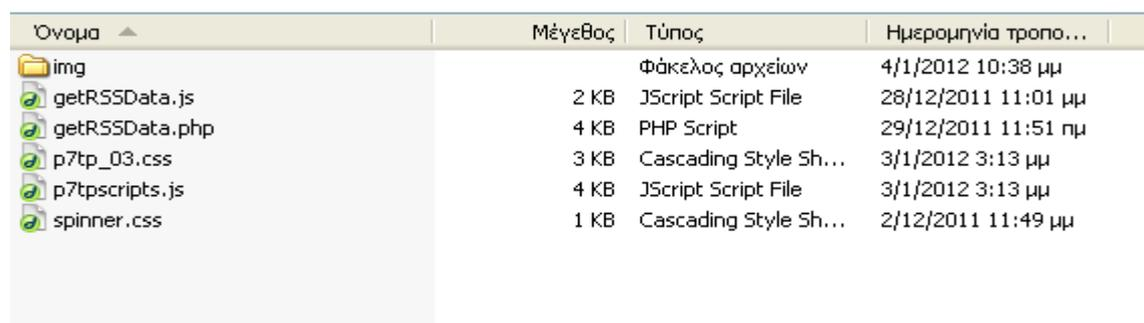 Όνομα Μέγεθος Τύπος Ημερομηνία τροπο...
img Φάκελος αρχείων 4/1/2012 10:38 μμ
getRSSData.js 2 KB JScript Script File 28/12/2011 11:01 μμ
getRSSData.php 4 KB PHP Script 29/12/2011 11:51 πμ
p7tp_03.css 3 KB Cascading Style Sh... 3/1/2012 3:13 μμ
p7tpscripts.js 4 KB JScript Script File 3/1/2012 3:13 μμ
spinner.css 1 KB Cascading Style Sh... 2/12/2011 11:49 μμ